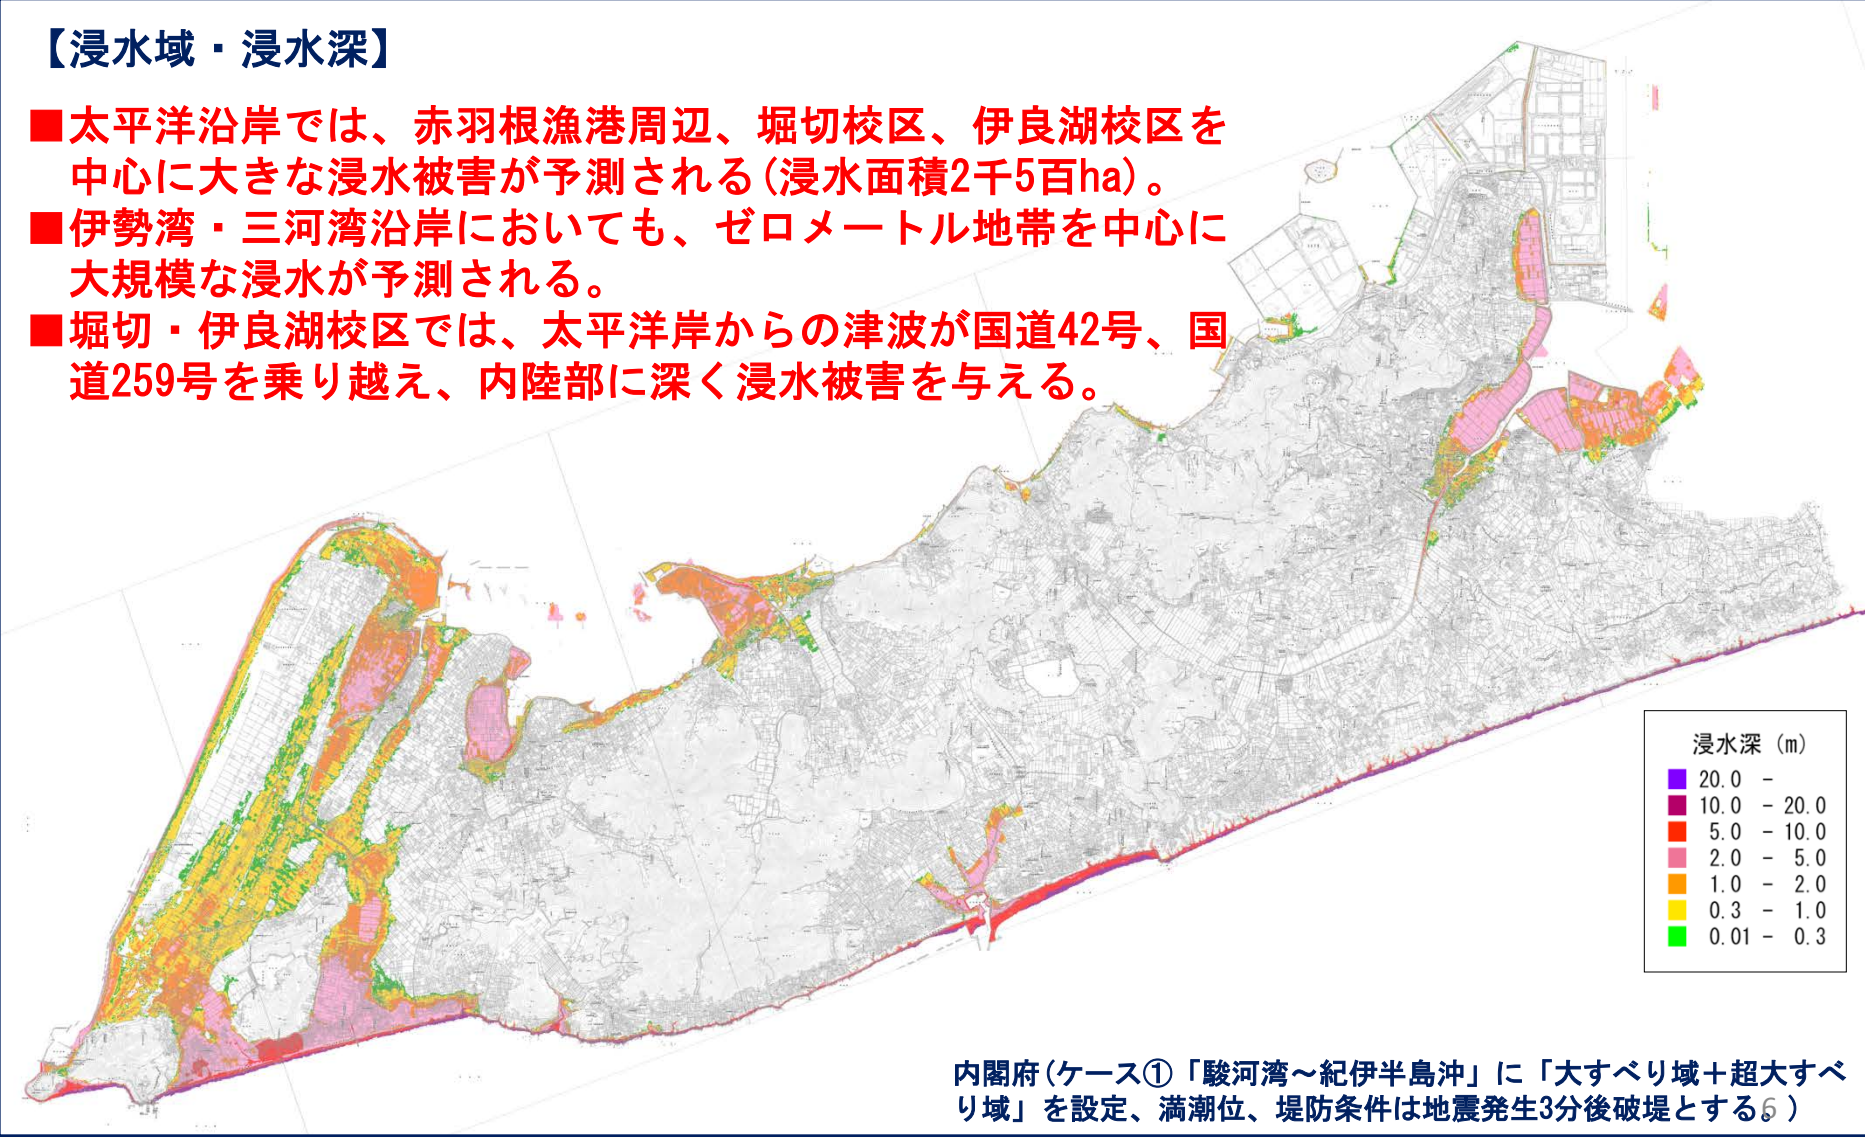 【浸水域・浸水深】
■太平洋沿岸では、赤羽根漁港周辺、堀切校区、伊良湖校区を
中心に大きな浸水被害が予測される(浸水面積2千5百ha)。
■伊勢湾・三河湾沿岸においても、ゼロメートル地帯を中心に
大規模な浸水が予測される。
■堀切・伊良湖校区では、太平洋岸からの津波が国道42号、国
道259号を乗り越え、内陸部に深く浸水被害を与える。
浸水深 (m)
20.0 -
10.0 - 20.0
5.0 - 10.0
2.0 - 5.0
1.0 - 2.0
0.3 - 1.0
0.01 - 0.3
内閣府(ケース①「駿河湾～紀伊半島沖」に「大すべり域＋超大すべ
り域」を設定、満潮位、堤防条件は地震発生3分後破堤とする。)
6